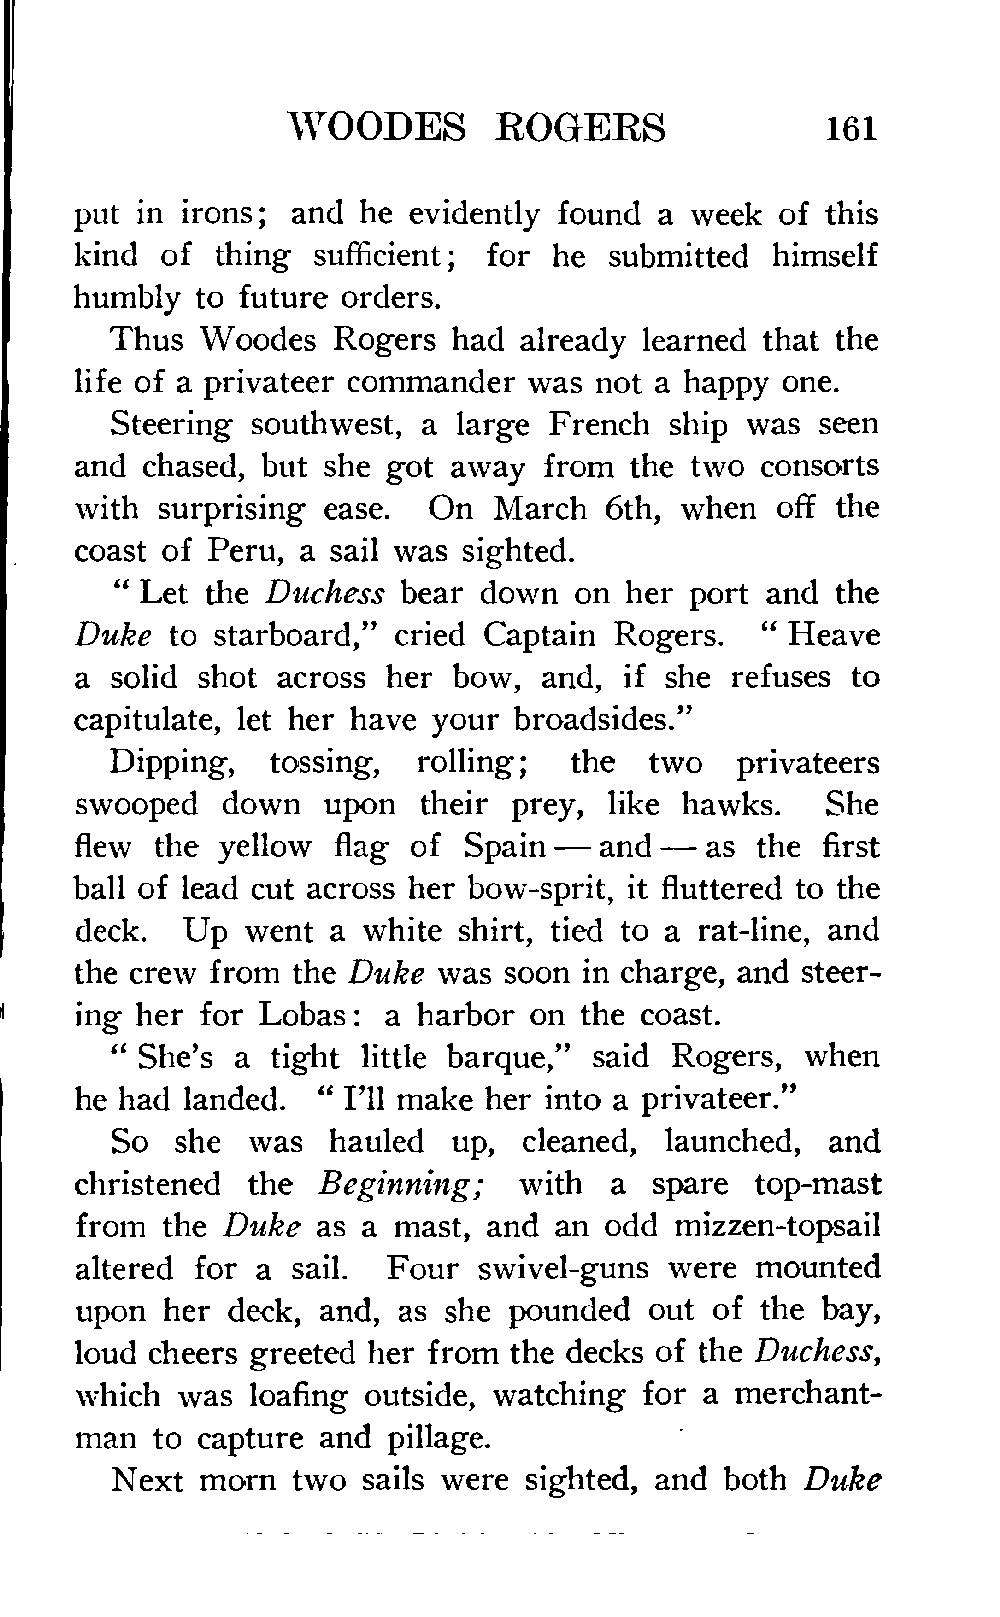 WOODES ROGERS 161
put in irons; and he evidently found a week of this
kind of thing sufficient; for he submitted himself
humbly to future orders.
Thus Woodes Rogers had already learned that the
life of a privateer commander was not a happy one.
Steering southwest, a large French ship was seen
and chased, but she got away from the two consorts
with surprising ease. On March 6th, when off the
coast of Peru, a sail was sighted.
“ Let the Duchess bear down on her port and the
Duke to starboard,” cried Captain Rogers. “ Heave
a solid shot across her bow, and, if she refuses to
capitulate, let her have your broadsides.”
Dipping, tossing, rolling; the two privateers
swooped down upon their prey, like hawks. She
flew the yellow flag of Spain — and — as the first
ball of lead cut across her bow-sprit, it fluttered to the
deck. Up went a white shirt, tied to a rat-line, and
the crew from the Duke was soon in charge, and steer-
ing her for Lobas: a harbor on the coast.
“ She’s a tight little barque,” said Rogers, when
he had landed. “ I’ll make her into a privateer.”
So she was hauled up, cleaned, launched, and
christened the Beginning; with a spare top-mast
from the Duke as a mast, and an odd mizzen-topsail
altered for a sail. Four swivel-guns were mounted
upon her deck, and, as she pounded out of the bay,
loud cheers greeted her from the decks of the Duchess,
which was loafing outside, watching for a merchant-
man to capture and pillage.
Next morn two sails were sighted, and both Duke